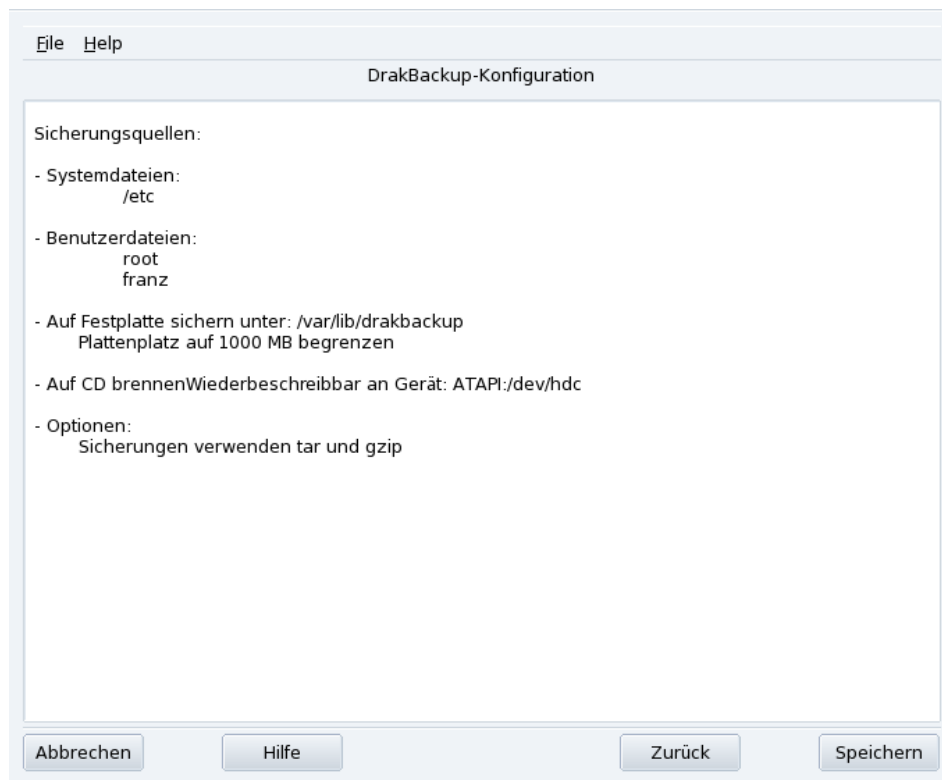 File Help
DrakBackup-Konfiguration
Sicherungsquellen:
- Systemdateien:
/etc
- Benutzerdateien:
root
franz
- Auf Festplatte sichern unter: /var/lib/drakbackup
Plattenplatz auf 1000 MB begrenzen
- Auf CD brennenWiederbeschreibbar an Gerät: ATAPI:/dev/hdc
- Optionen:
Sicherungen verwenden tar und gzip
Abbrechen Hilfe Zurück Speichern